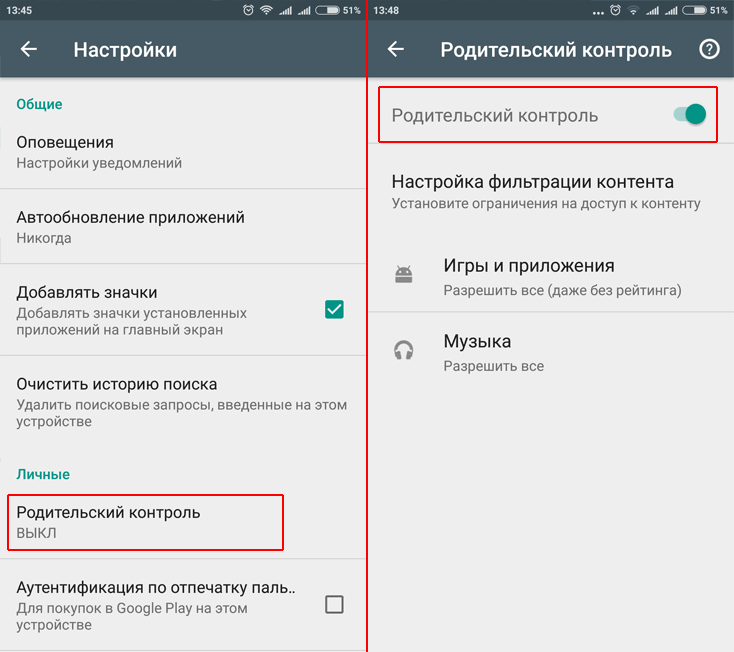 13:45
51%
Настройки
Общие
Оповещения
Настройки уведомлений
Автообновление приложений
Никогда
Добавлять значки
Добавлять значки установленных
приложений на главный экран
Очистить историю поиска
Удалить поисковые запросы, введенные на этом
устройстве
Личные
Родительский контроль
ВЫКЛ
Аутентификация по отпечатку паль..
Для покупок в Google Play на этом
устройстве
13:48
51%
Родительский контроль
Родительский контроль
Настройка фильтрации контента
Установите ограничения на доступ к контенту
Игры и приложения
Разрешить все (даже без рейтинга)
Музыка
Разрешить все